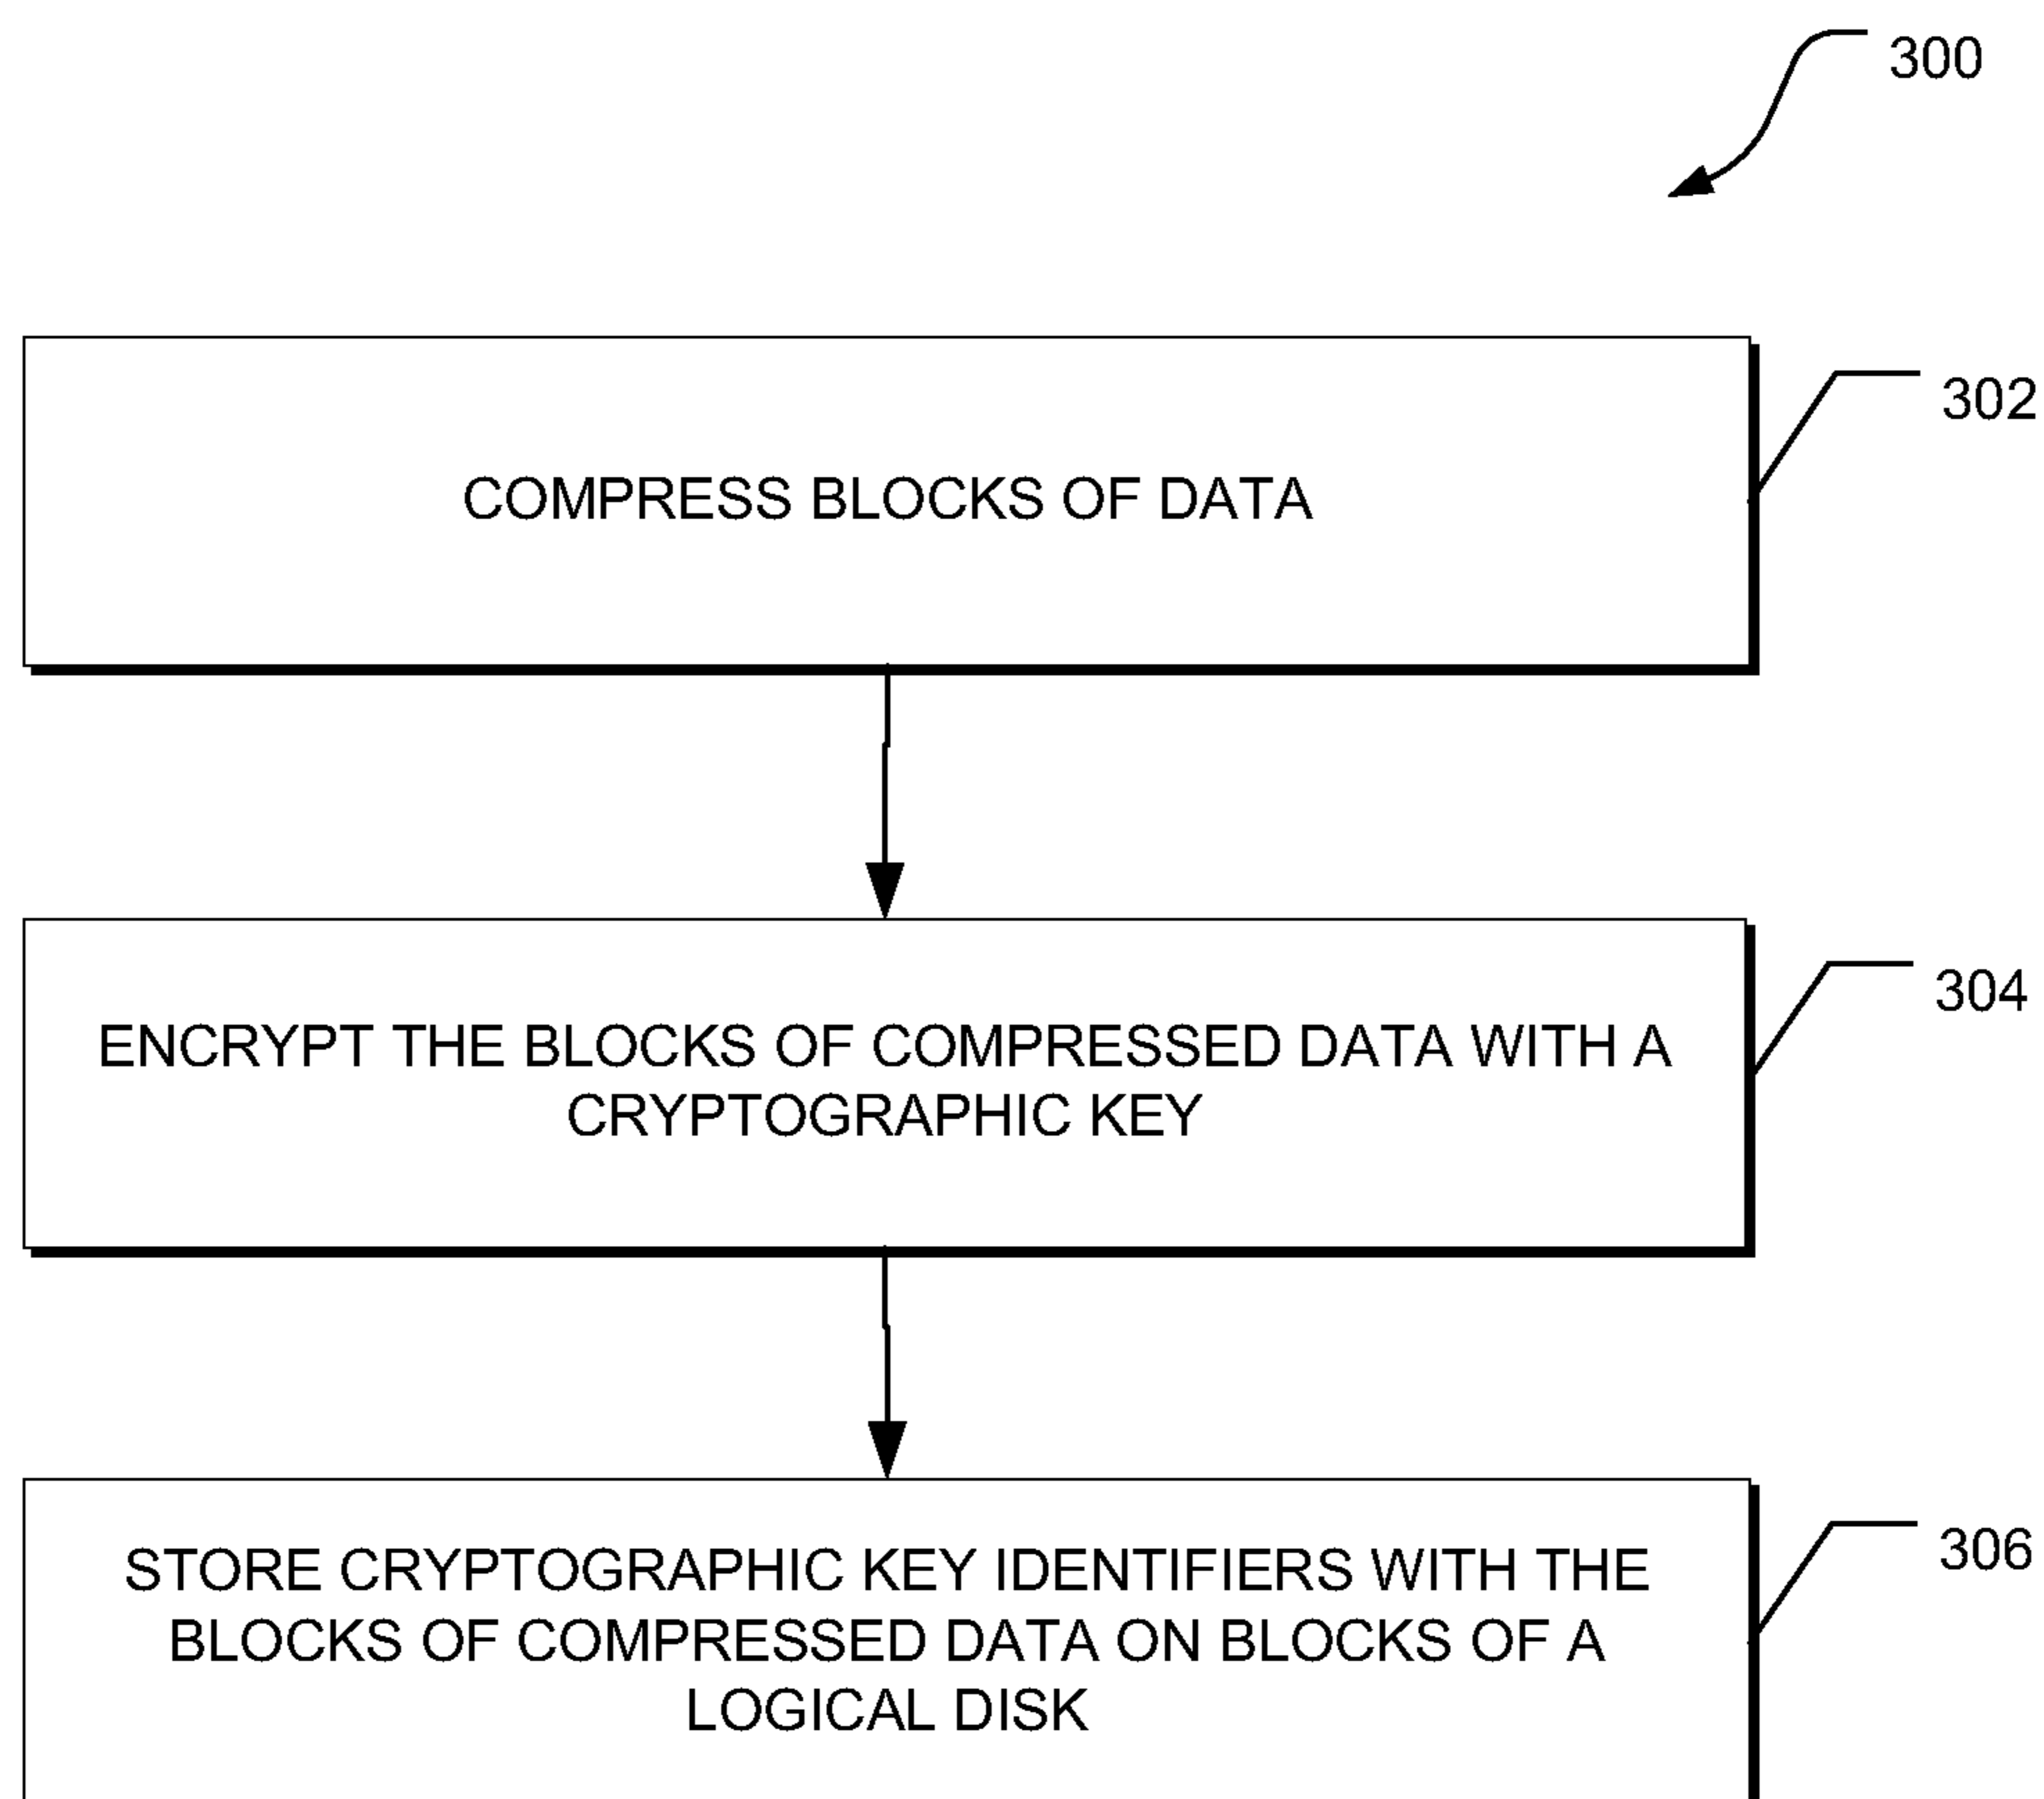 300
302
COMPRESS BLOCKS OF DATA
304
ENCRYPT THE BLOCKS OF COMPRESSED DATA WITH A
CRYPTOGRAPHIC KEY
306
STORE CRYPTOGRAPHIC KEY IDENTIFIERS WITH THE
BLOCKS OF COMPRESSED DATA ON BLOCKS OF A
LOGICAL DISK